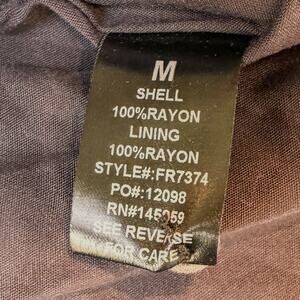 M
SHELL
100%RAYON
LINING
100%RAYON
STYLE#:FR7374
PO#:12098
RN#145059
SEE REVERSE
FOR CARE